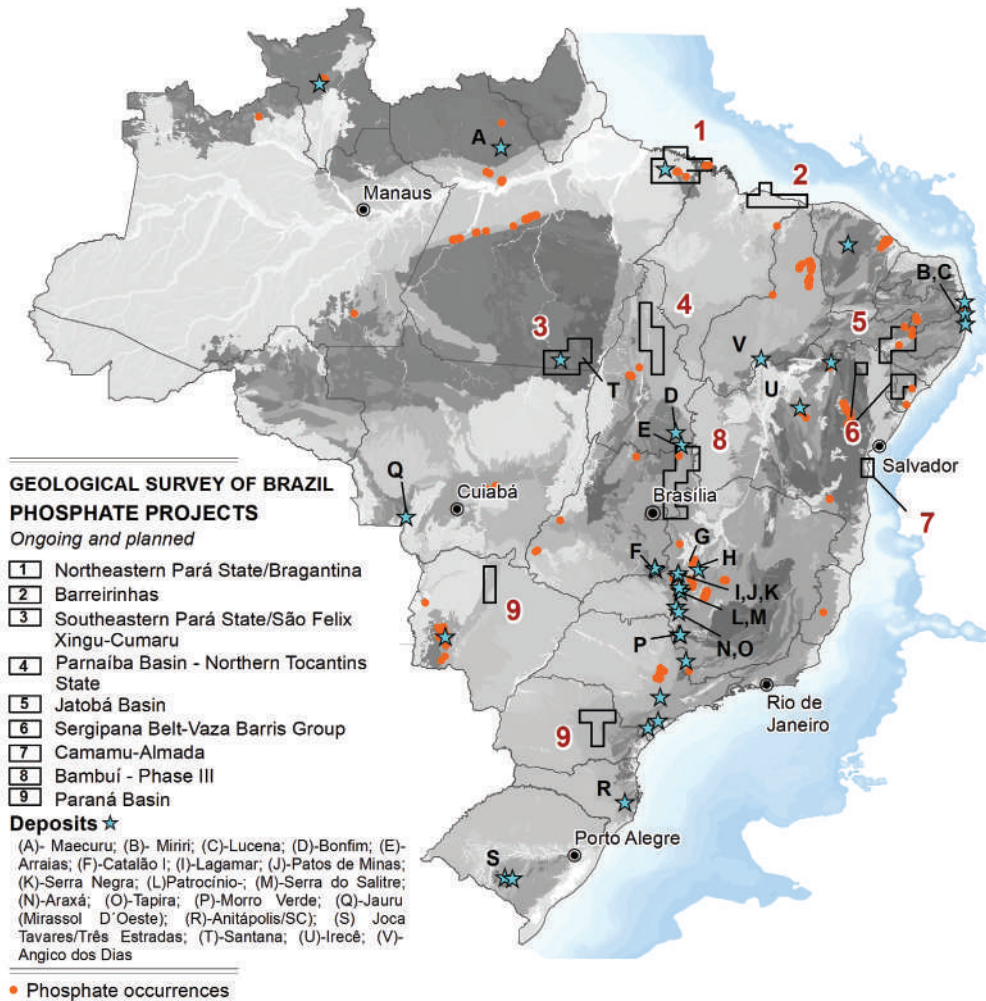 1
A
2
Manaus
B,C
5
4
3
V
T
U
D
E
8
6
Salvador
GEOLOGICAL SURVEY OF BRAZIL
PHOSPHATE PROJECTS
Ongoing and planned
Q
Cuiabá
Brasília
7
G
F
H
I,J,K
L,M
9
P
N,O
Rio de
Janeiro
9
R
Porto Alegre
S
1 Northeastern Pará State/Bragantina
2 Barreirinhas
3 Southeastern Pará State/São Felix
Xingu-Cumaru
4 Parnaíba Basin - Northern Tocantins
State
5 Jatobá Basin
6 Sergipana Belt-Vaza Barris Group
7 Camamu-Almada
8 Bambuí - Phase III
9 Paraná Basin
Deposits
(A)- Maecuru; (B)- Miriri; (C)-Lucena; (D)-Bonfim; (E)-
Arraias; (F)-Catalão I; (I)-Lagamar; (J)-Patos de Minas;
(K)-Serra Negra; (L)Patrocínio-; (M)-Serra do Salitre;
(N)-Araxá; (O)-Tapira; (P)-Morro Verde; (Q)-Jauru
(Mirassol D´Oeste); (R)-Anitápolis/SC); (S) Joca
Tavares/Três Estradas; (T)-Santana; (U)-Irecê; (V)-
Angico dos Dias
Phosphate occurrences